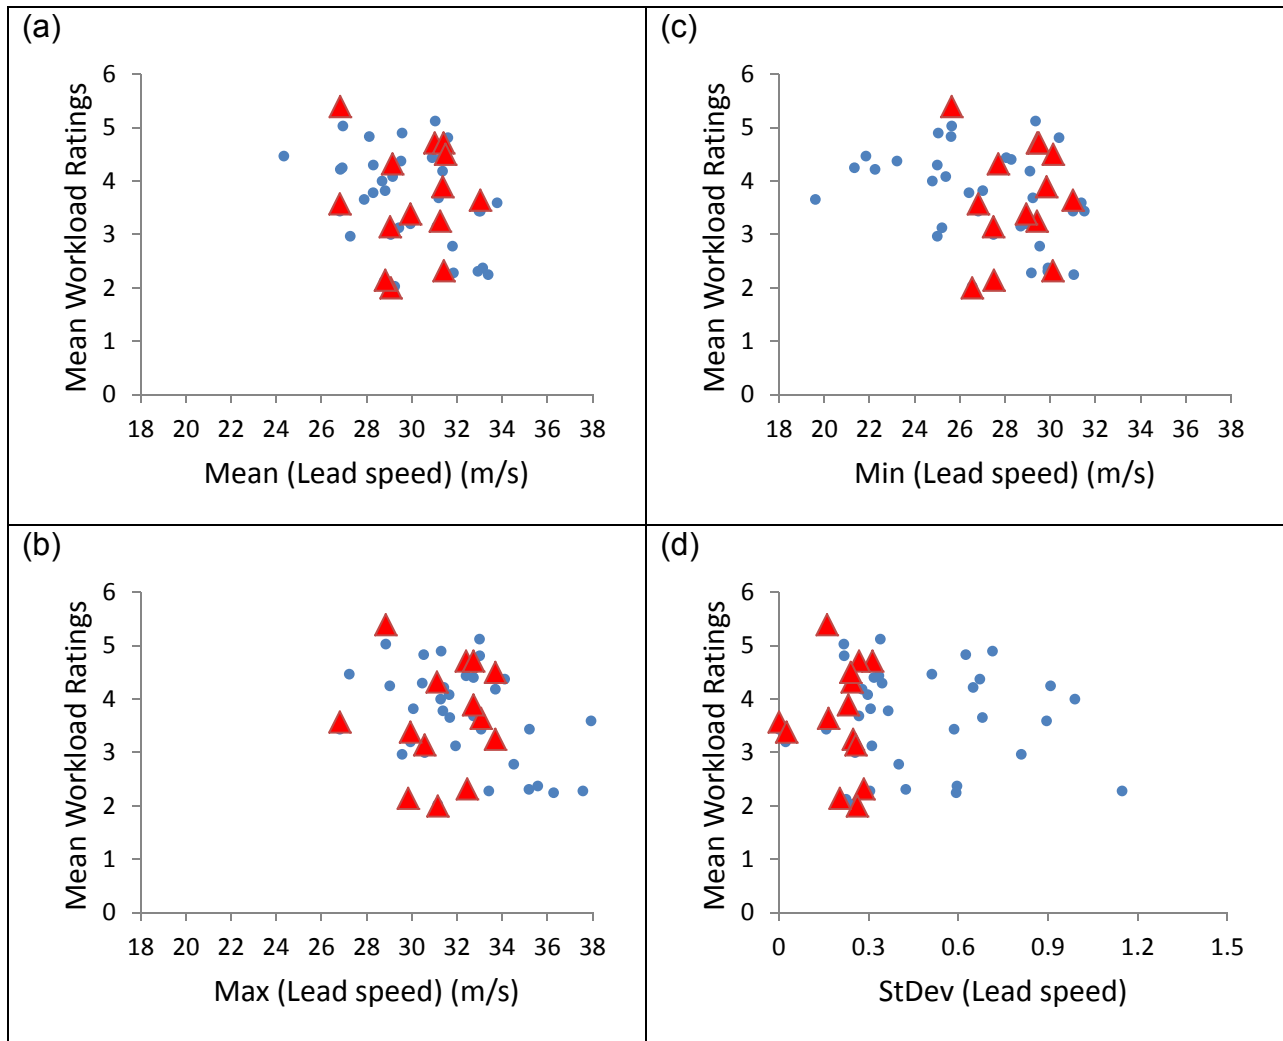 (a)
Mean Workload Ratings
6
5
4
3
2
1
0
18 20 22 24 26 28 30 32 34 36 38
Mean (Lead speed) (m/s)
(c)
Mean Workload Ratings
6
5
4
3
2
1
0
18 20 22 24 26 28 30 32 34 36 38
Min (Lead speed) (m/s)
(b)
Mean Workload Ratings
6
5
4
3
2
1
0
18 20 22 24 26 28 30 32 34 36 38
Max (Lead speed) (m/s)
(d)
Mean Workload Ratings
6
5
4
3
2
1
0
0 0.3 0.6 0.9 1.2 1.5
StDev (Lead speed)